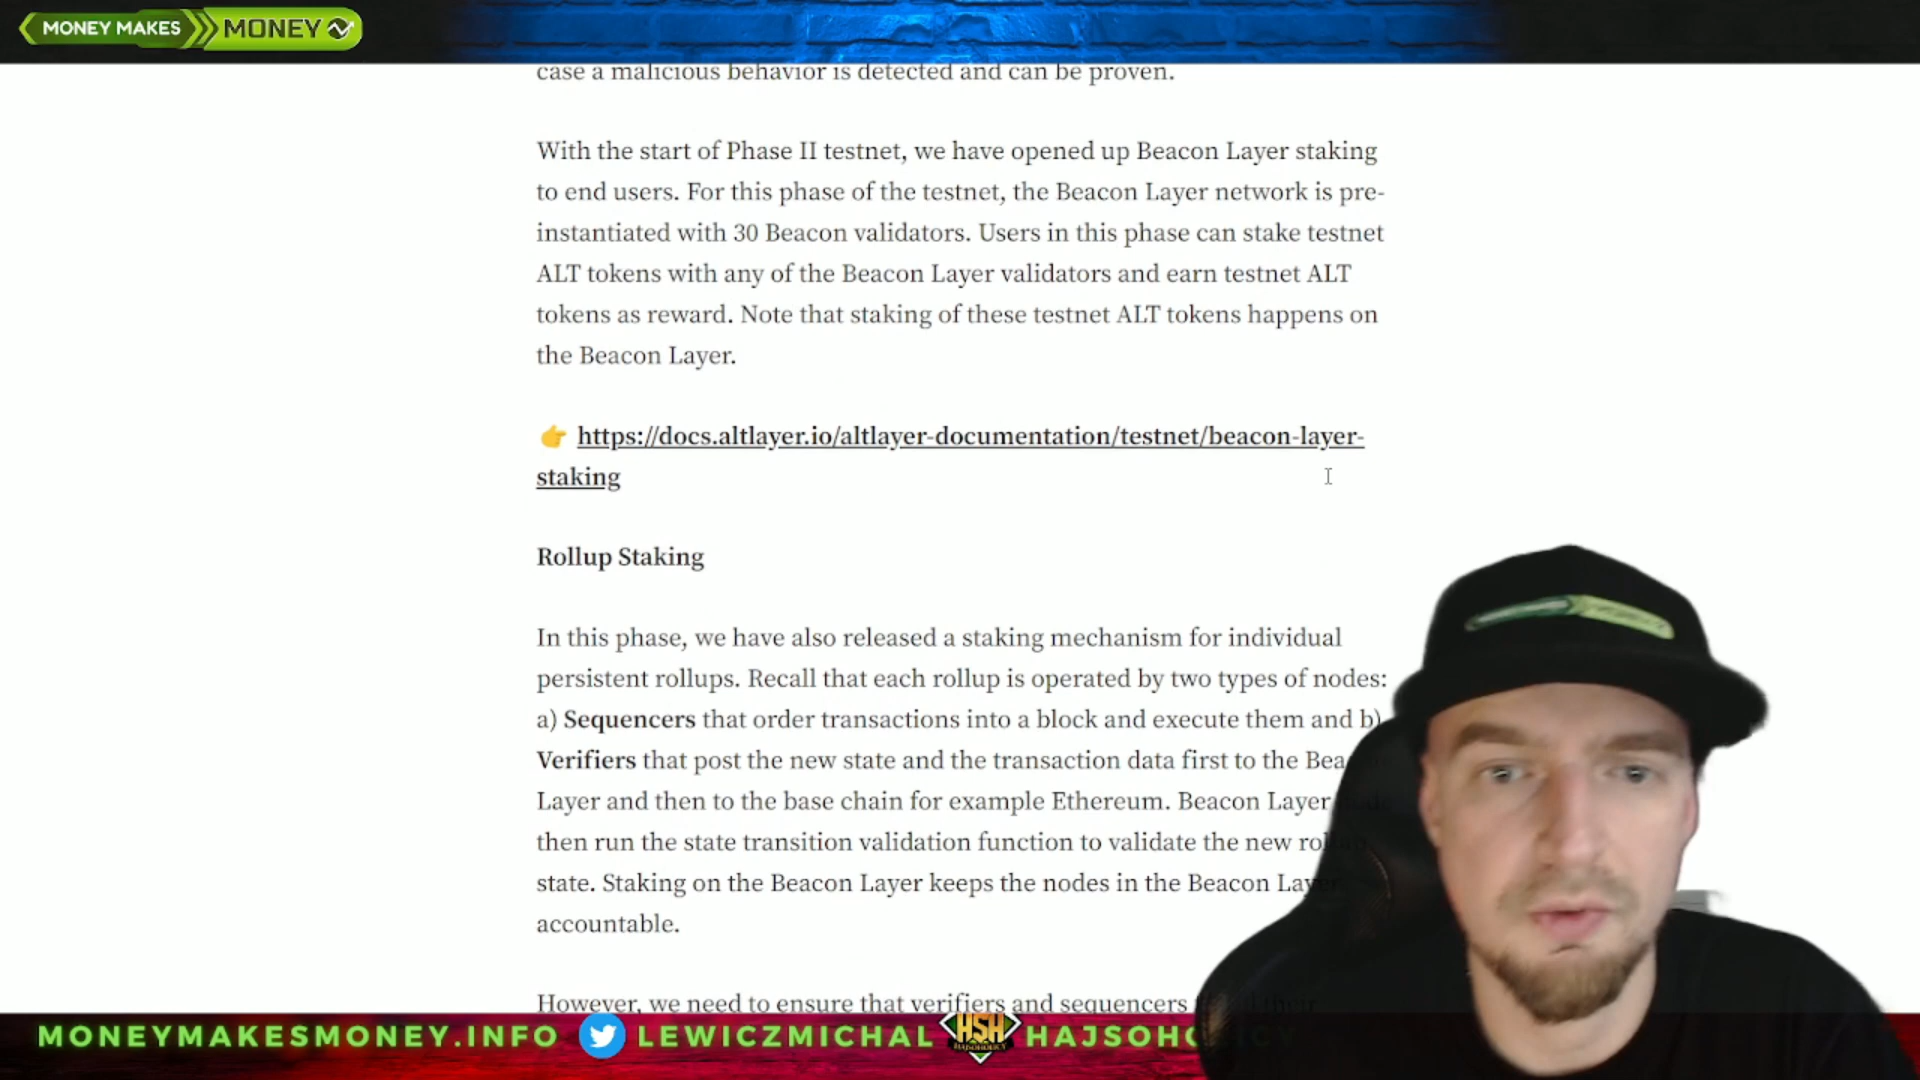 MONEY MAKES MONEY
case a malicious behavior is detected and can be proven.
With the start of Phase II testnet, we have opened up Beacon Layer staking
to end users. For this phase of the testnet, the Beacon Layer network is pre-
instantiated with 30 Beacon validators. Users in this phase can stake testnet
ALT tokens with any of the Beacon Layer validators and earn testnet ALT
tokens as reward. Note that staking of these testnet ALT tokens happens on
the Beacon Layer.
👉 https://docs.altlayer.io/altlayer-documentation/testnet/beacon-layer-
staking
Rollup Staking
In this phase, we have also released a staking mechanism for individual
persistent rollups. Recall that each rollup is operated by two types of nodes:
a) Sequencers that order transactions into a block and execute them and b)
Verifiers that post the new state and the transaction data first to the Bea
Layer and then to the base chain for example Ethereum. Beacon Layer
then run the state transition validation function to validate the new
state. Staking on the Beacon Layer keeps the nodes in the Beacon
accountable.
However, we need to ensure that verifiers and sequencers
MONEYMAKESMONEY.INFO LEWICZMICHAL HSH HAJSOH